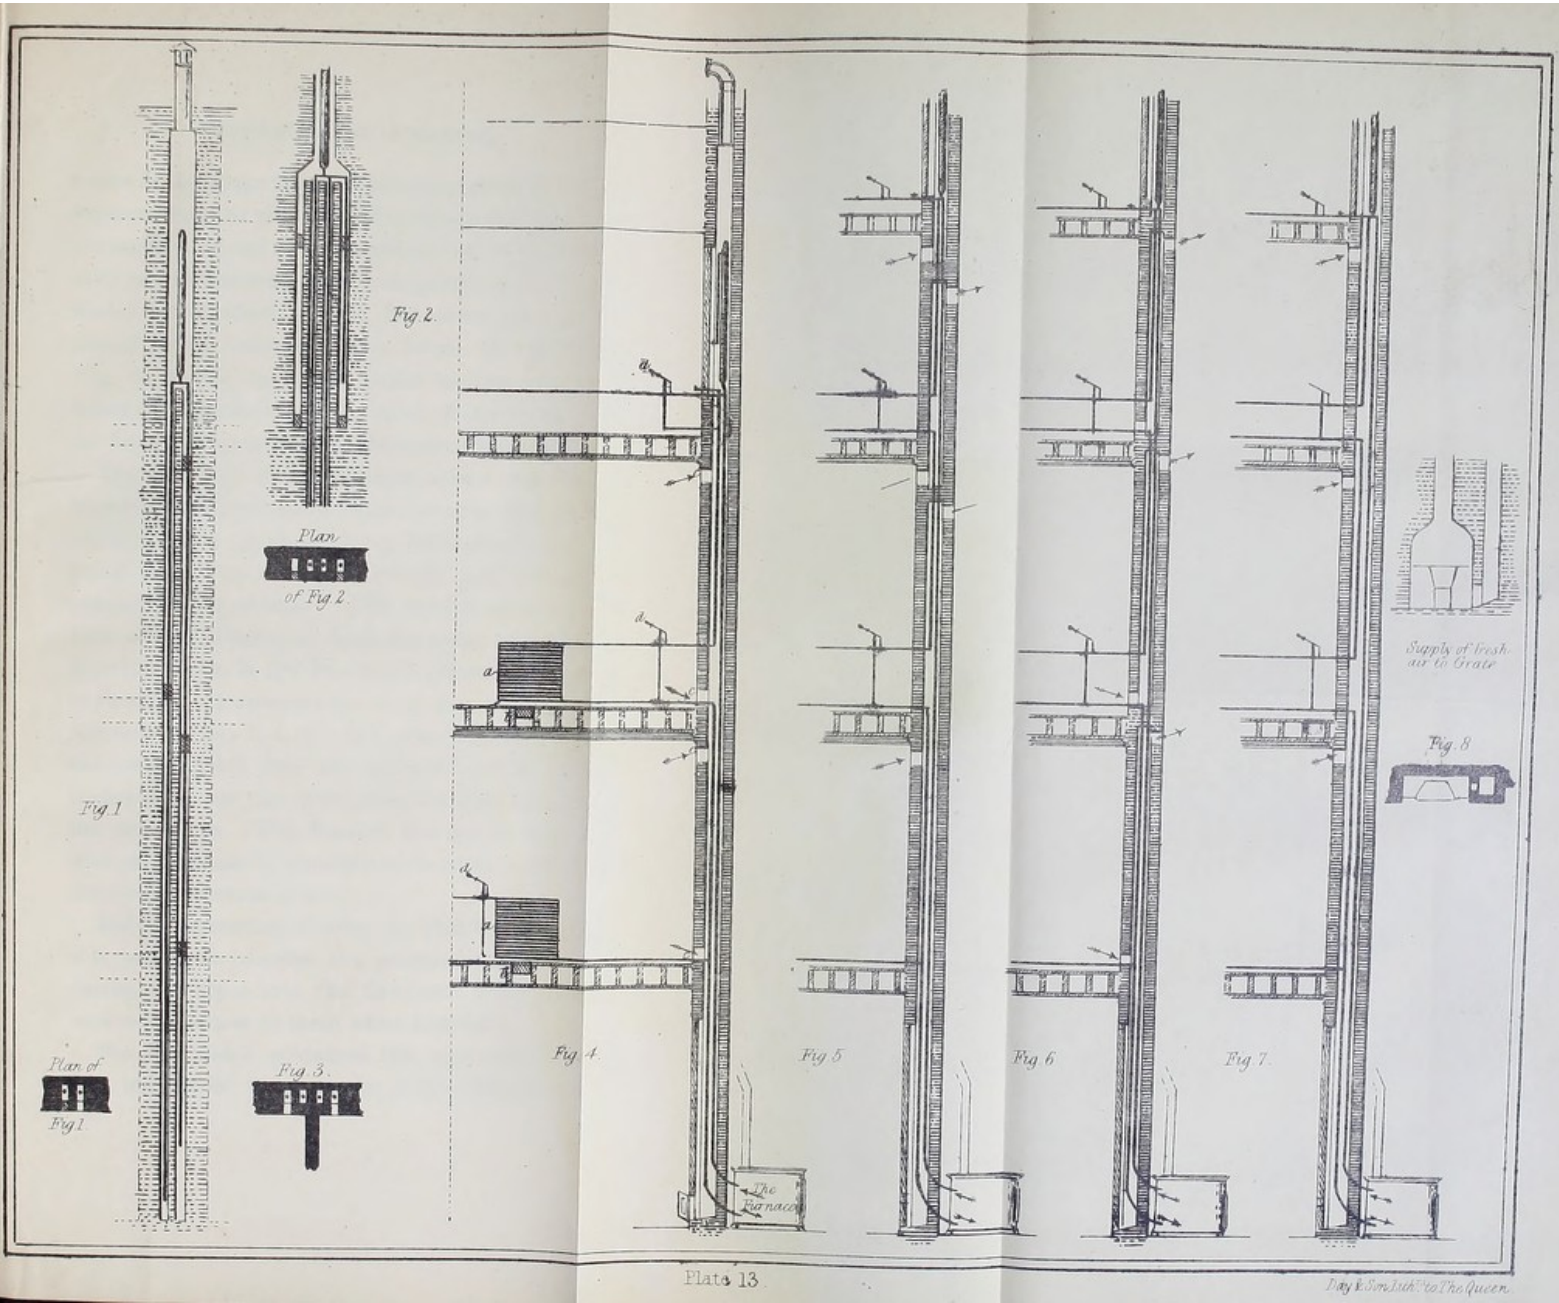 Fig. 2.
Plan
of Fig. 2.
Fig. 1
Plan of
Fig. 1.
Fig. 3.
d
d
a
c
d
a
Fig. 4.
The
Furnace
Fig. 5
Fig. 6
Fig. 7.
Supply of Fresh
air to Grate
Fig. 8
Plate 13
Day & Son, Lithrs. to The Queen.